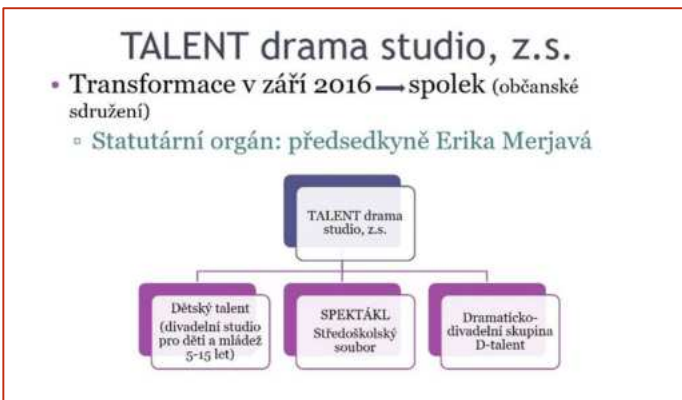 TALENT drama studio, z.s.
• Transformace v září 2016 → spolek (občanské
sdružení)
▫ Statutární orgán: předsedkyně Erika Merjavá
TALENT drama
studio, z.s.
Dětský talent
(divadelní studio
pro děti a mládež
5-15 let)
SPEKTÁKL
Středoškolský
soubor
Dramaticko-
divadelní skupina
D-talent